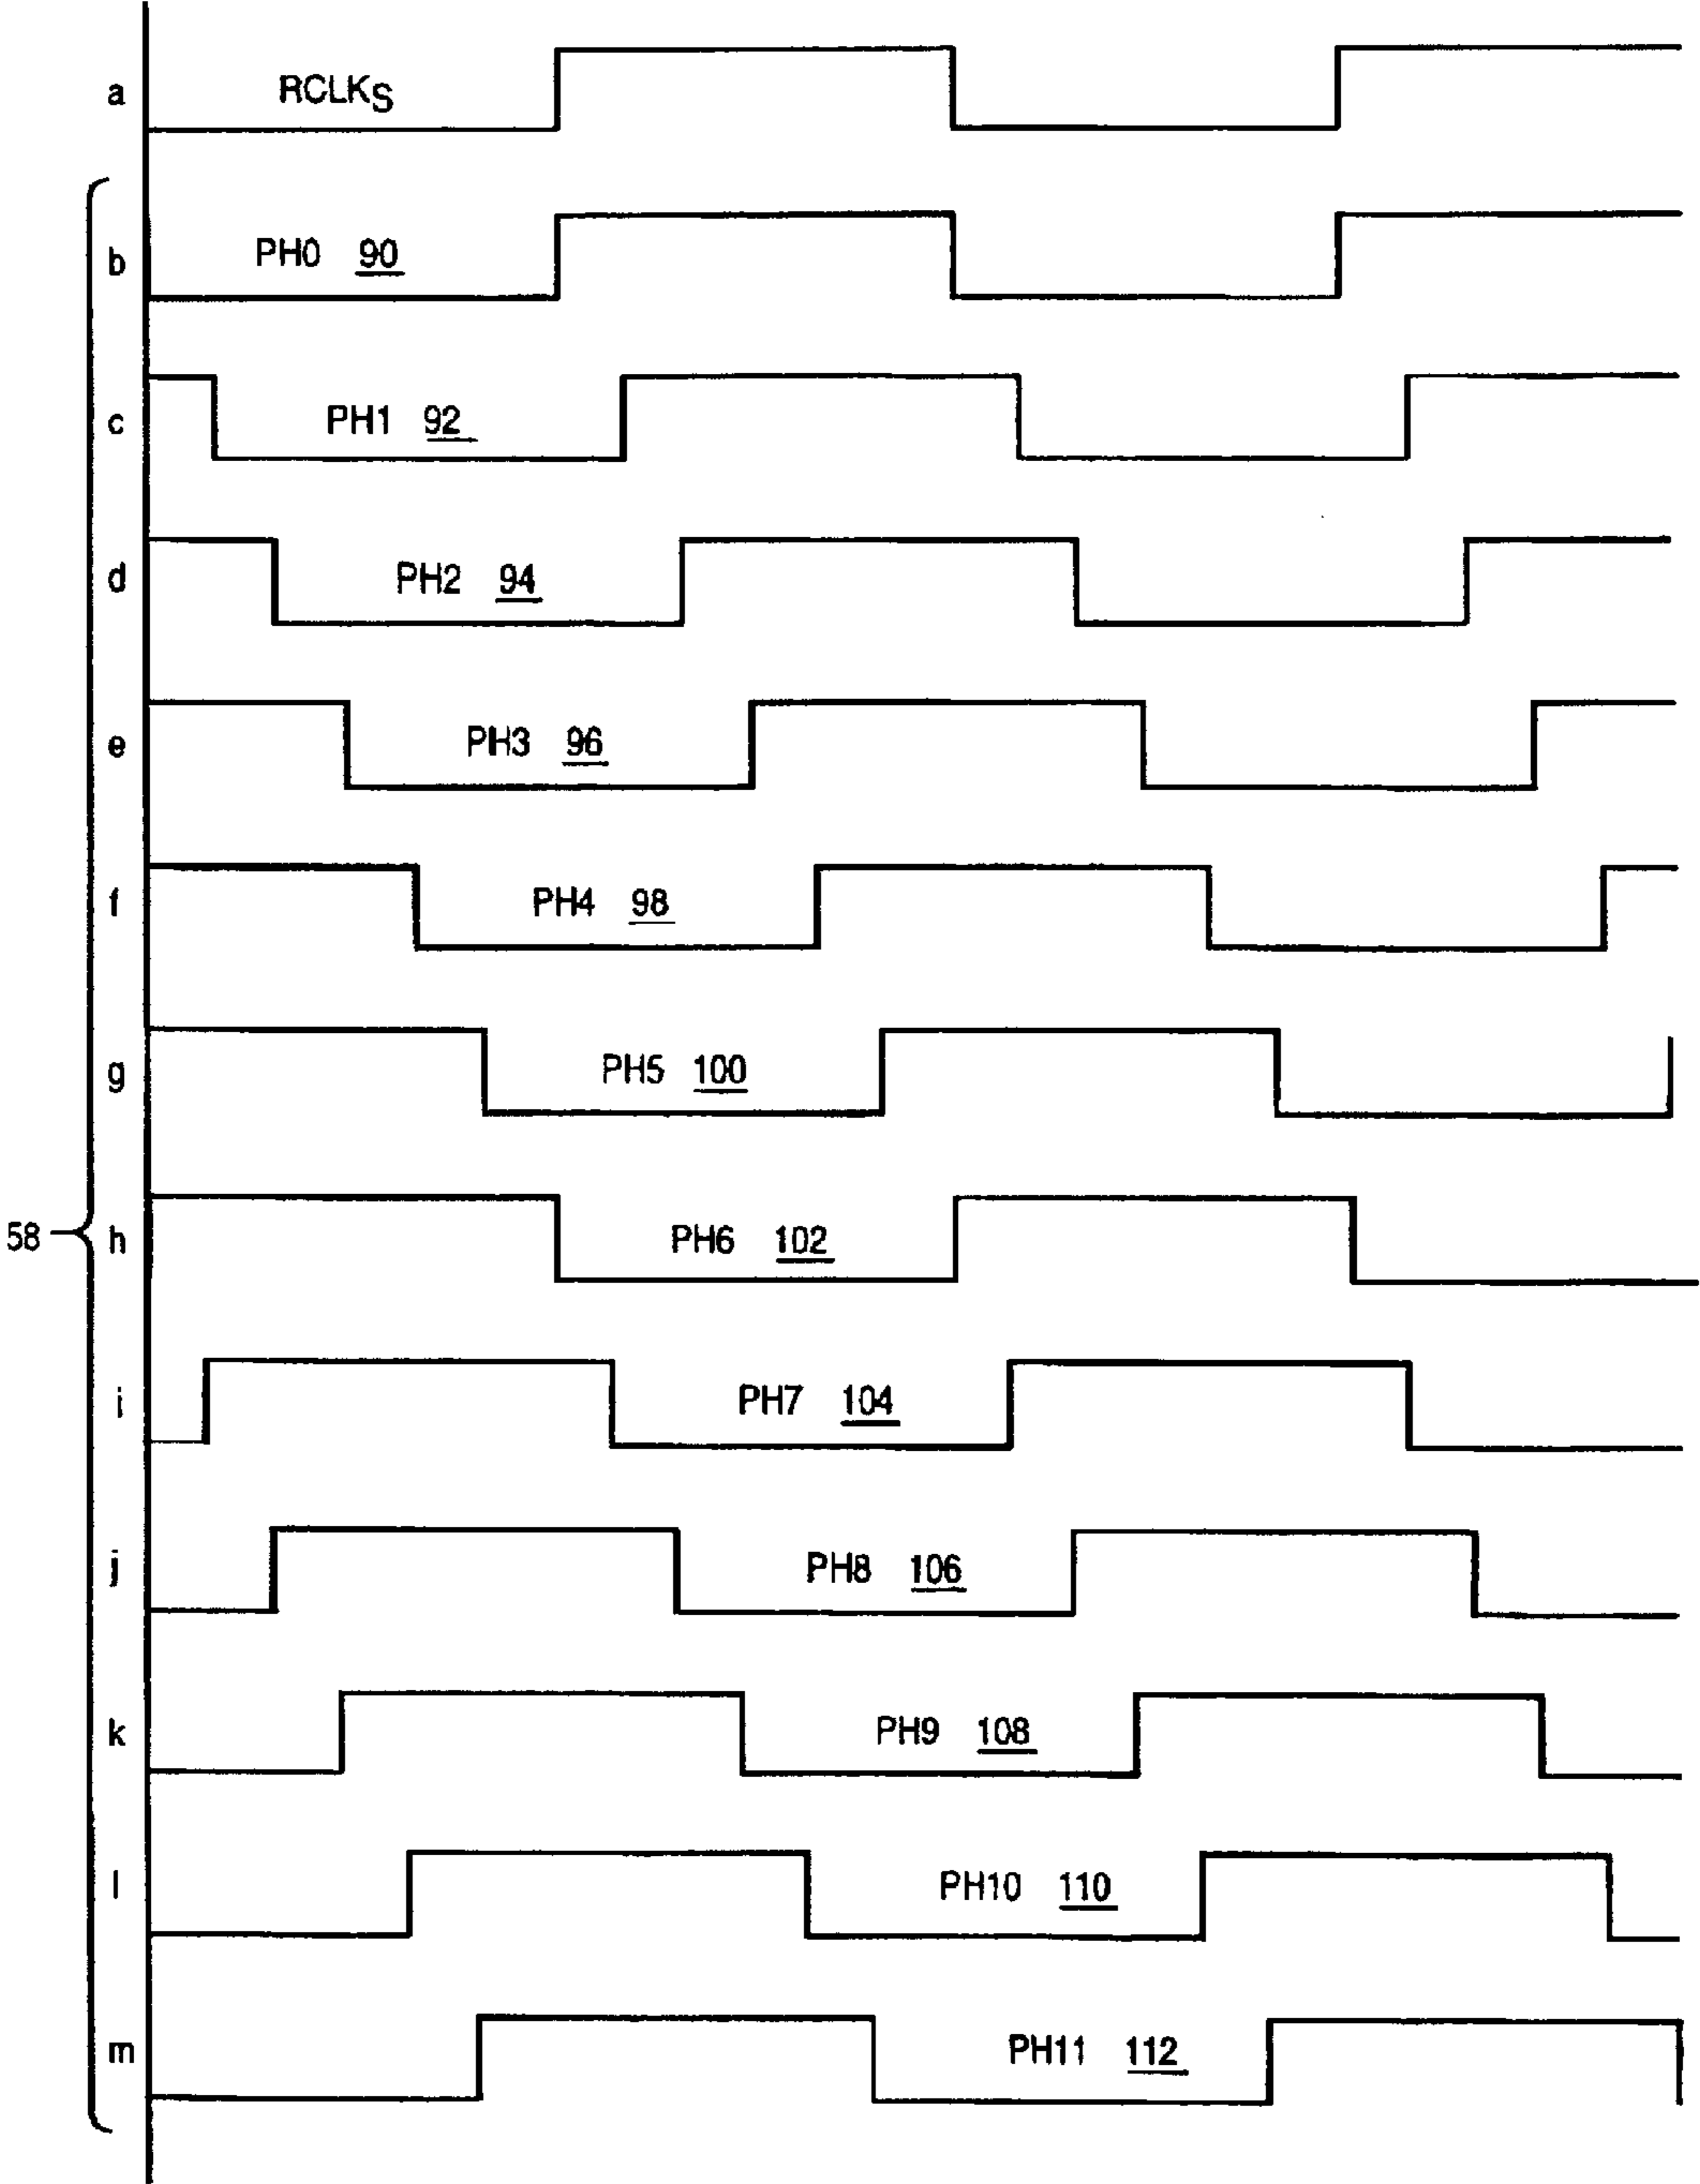 a RCLKS
b PH0 90
c PH1 92
d PH2 94
e PH3 96
f PH4 98
g PH5 100
58 h PH6 102
i PH7 104
j PH8 106
k PH9 108
l PH10 110
m PH11 112